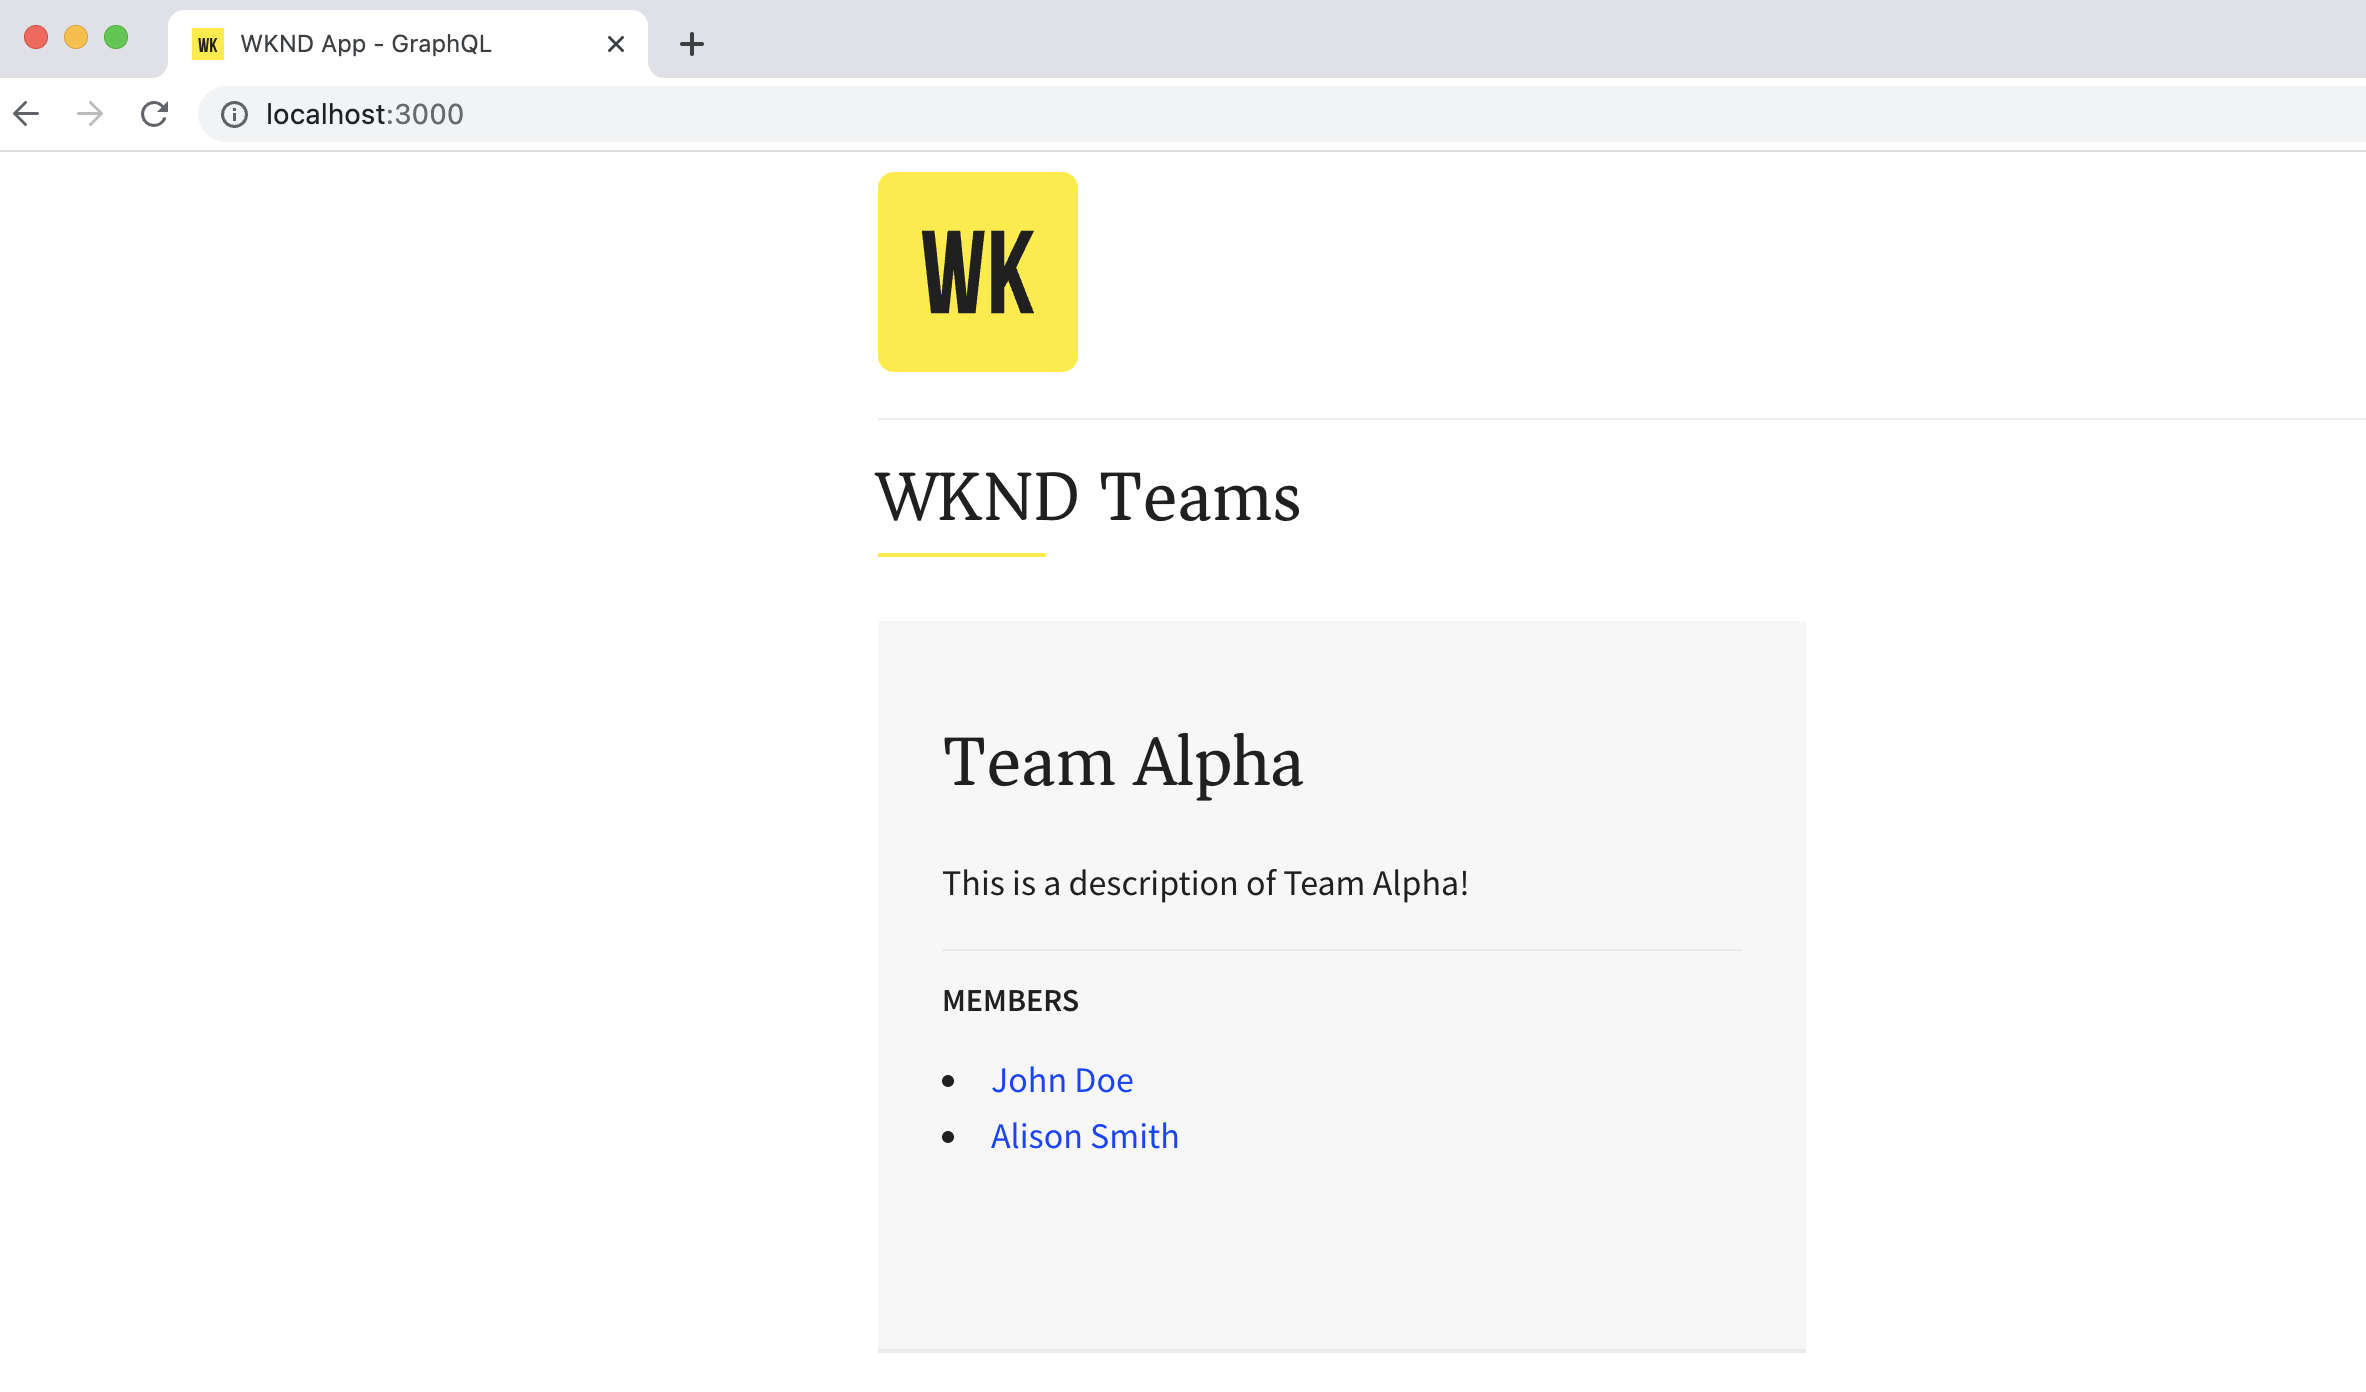 WK WKND App - GraphQL
localhost:3000
WK
WKND Teams
Team Alpha
This is a description of Team Alpha!
MEMBERS
John Doe
Alison Smith